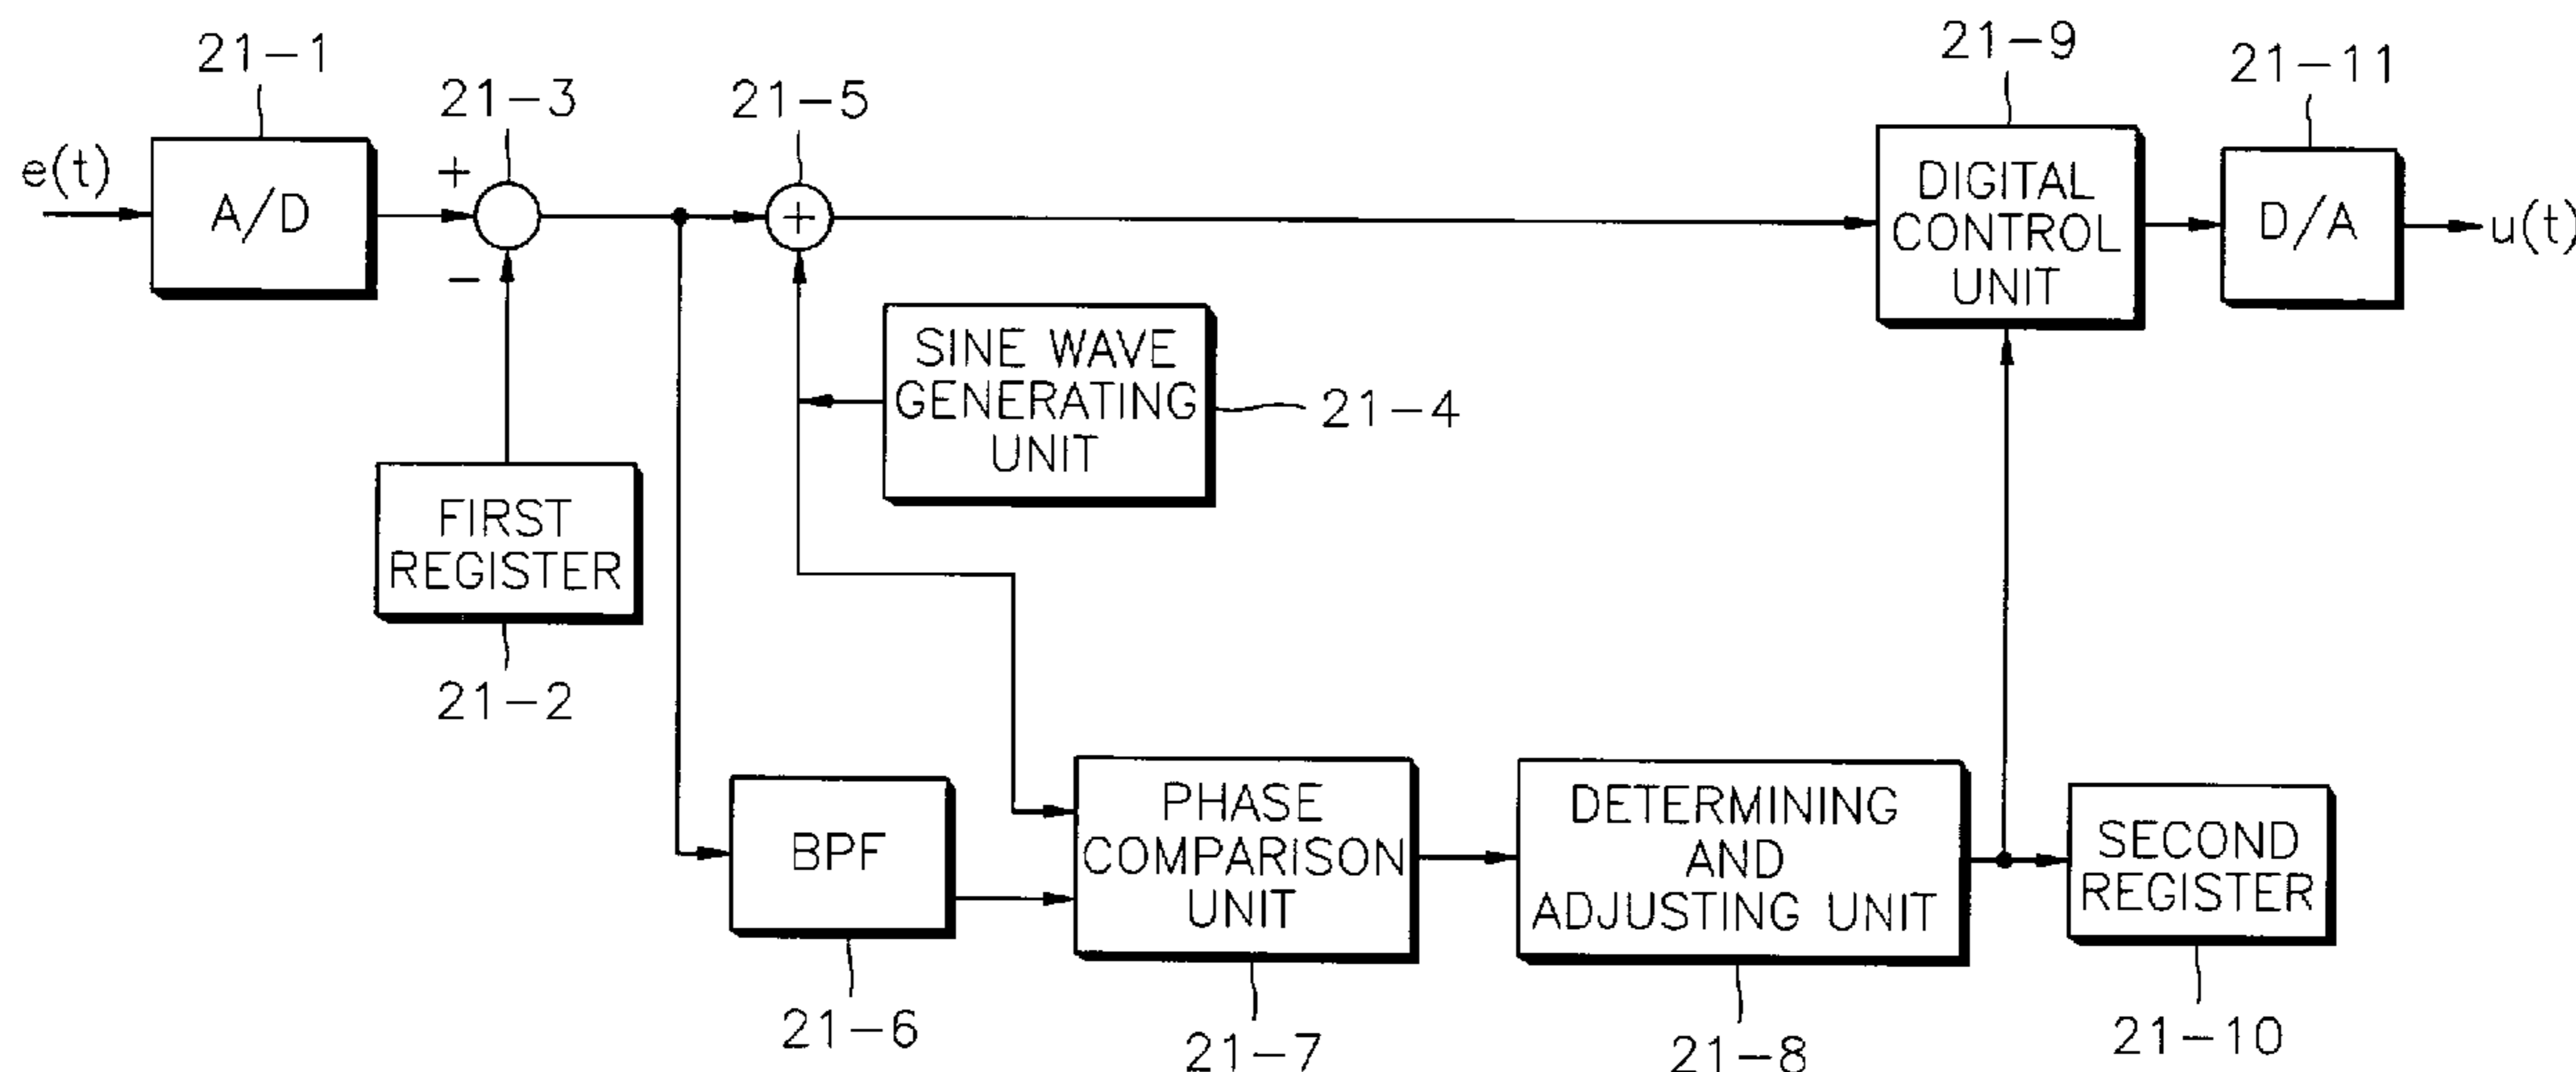 21-1
21-3
21-5
21-9
21-11
e(t)
A/D
+
-
+
DIGITAL
CONTROL
UNIT
D/A
u(t)
SINE WAVE
GENERATING
UNIT
21-4
FIRST
REGISTER
21-2
BPF
21-6
PHASE
COMPARISON
UNIT
21-7
DETERMINING
AND
ADJUSTING UNIT
21-8
SECOND
REGISTER
21-10